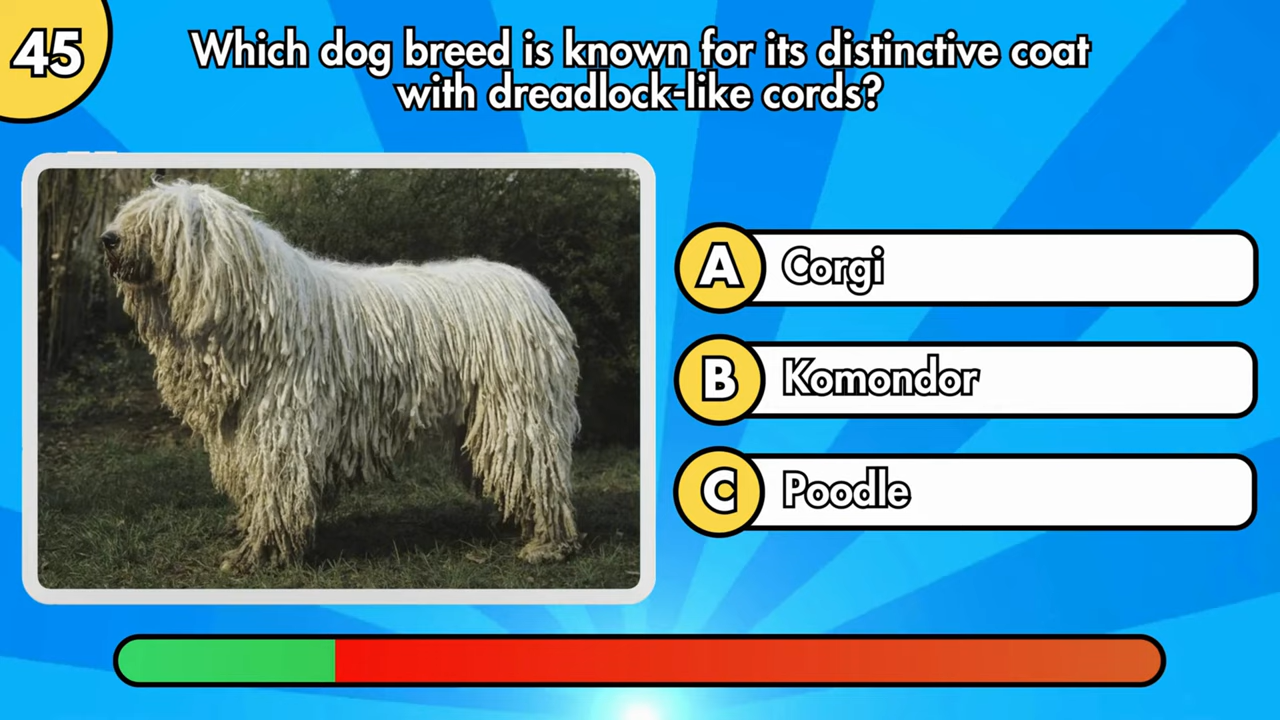 45
Which dog breed is known for its distinctive coat
with dreadlock-like cords?
A Corgi
B Komondor
C Poodle